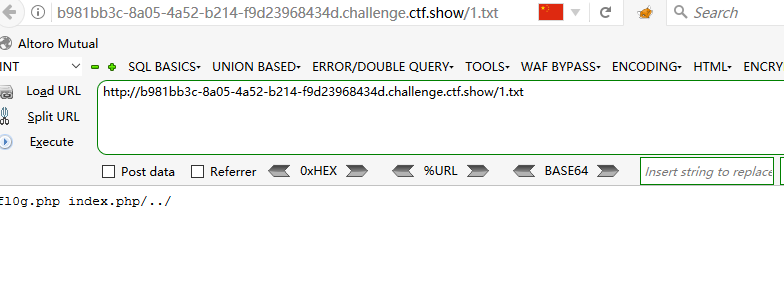 b981bb3c-8a05-4a52-b214-f9d23968434d.challenge.ctf.show/1.txt Search
Altoro Mutual
INT SQL BASICS UNION BASED ERROR/DOUBLE QUERY TOOLS WAF BYPASS ENCODING HTML ENCRY
Load URL http://b981bb3c-8a05-4a52-b214-f9d23968434d.challenge.ctf.show/1.txt
Split URL
Execute
Post data Referrer 0xHEX %URL BASE64 Insert string to replace
fl0g.php index.php/../